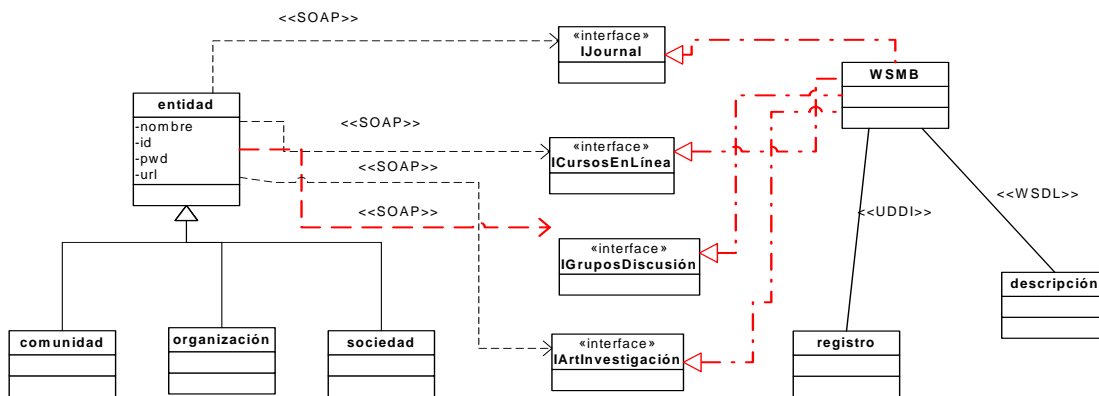 <<SOAP>>
«interface»
IJournal
WSMB
entidad
-nombre
-id
-pwd
-url
<<SOAP>>
«interface»
ICursosEnLínea
<<SOAP>>
<<SOAP>>
<<WSDL>>
<<UDDI>>
«interface»
IGruposDiscusión
descripción
comunidad
organización
sociedad
«interface»
IArtInvestigación
registro